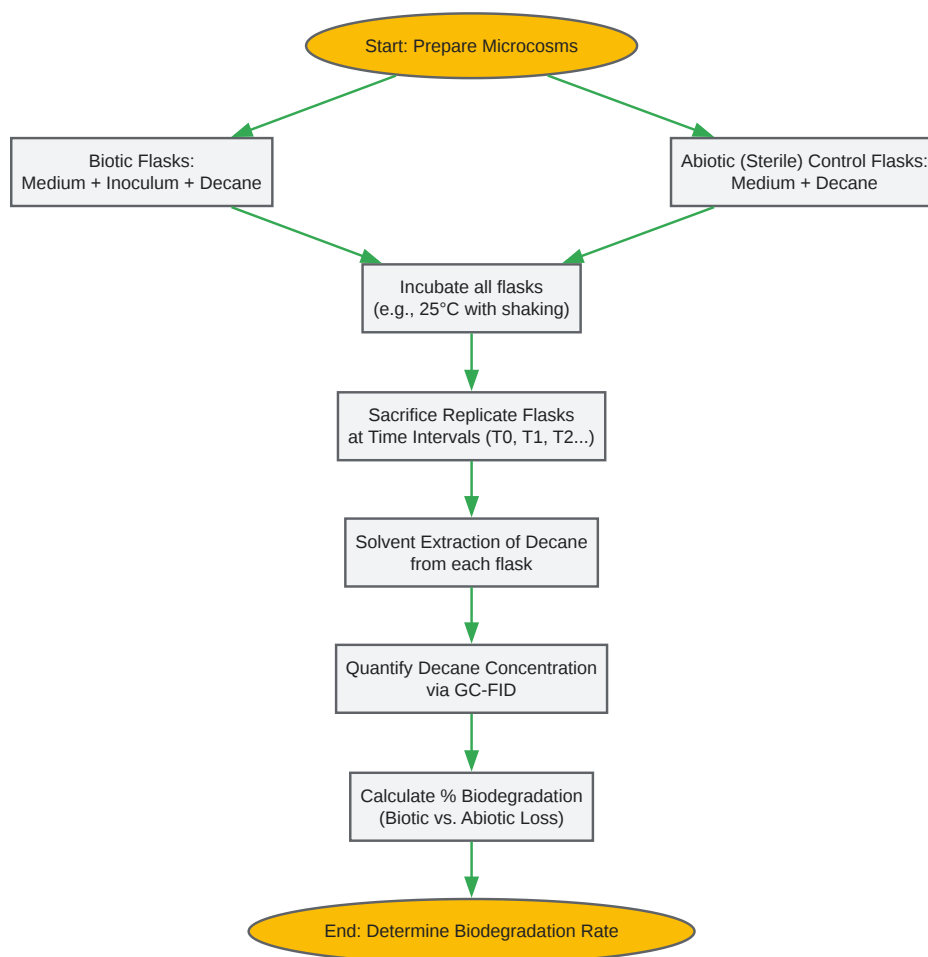 Start: Prepare Microcosms
Biotic Flasks:
Medium + Inoculum + Decane
Abiotic (Sterile) Control Flasks:
Medium + Decane
Incubate all flasks
(e.g., 25°C with shaking)
Sacrifice Replicate Flasks
at Time Intervals (T0, T1, T2...)
Solvent Extraction of Decane
from each flask
Quantify Decane Concentration
via GC-FID
Calculate % Biodegradation
(Biotic vs. Abiotic Loss)
End: Determine Biodegradation Rate